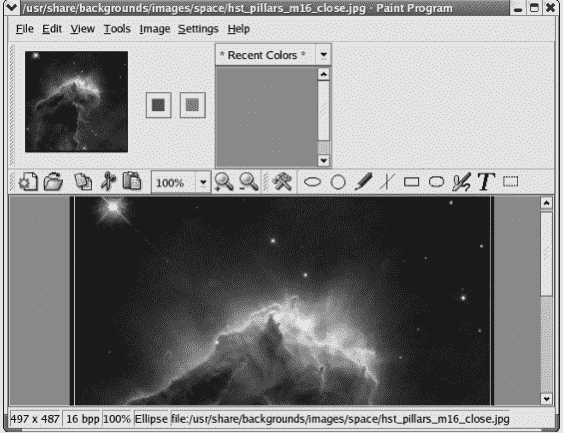 /usr/share/backgrounds/images/space/hst_pillars_m16_close.jpg - Paint Program
File Edit View Tools Image Settings Help
* Recent Colors *
100%
T
497 x 487 16 bpp 100% Ellipse file:/usr/share/backgrounds/images/space/hst_pillars_m16_close.jpg